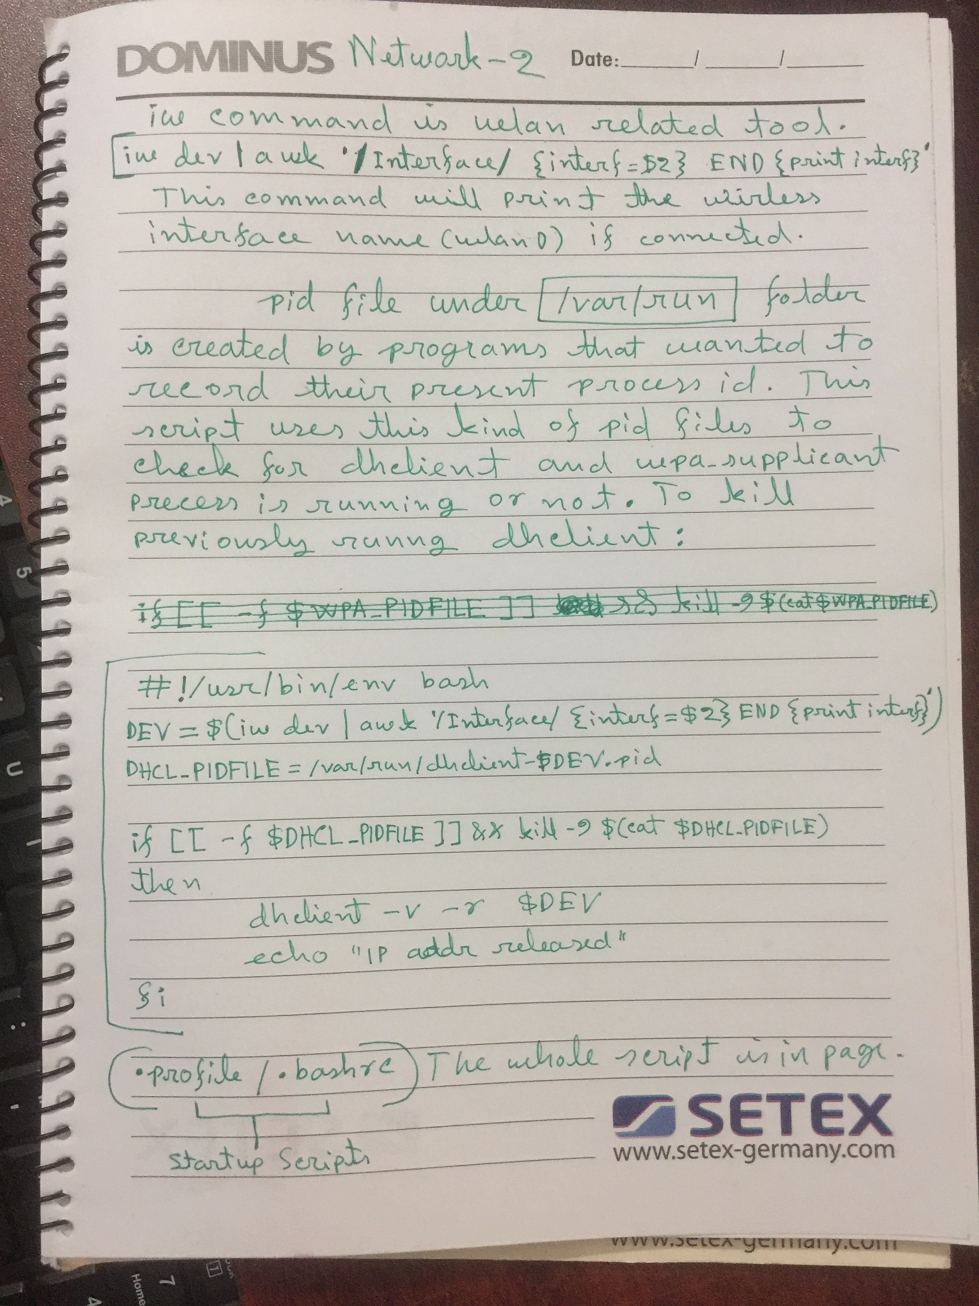 DOMINUS Network-2 Date: / /
iw command is wlan related tool.
iw dev | awk '/Interface/ {interf=$2} END {print interf}'
This command will print the wirless
interface name (wlan0) if connected.
pid file under /var/run folder
is created by programs that wanted to
record their present process id. This
script uses this kind of pid files to
check for dhclient and wpa-supplicant
process is running or not. To kill
previously runing dhclient:
if [[ -f $WPA_PIDFILE ]] && kill -9 $(cat $WPA_PIDFILE)
#!/usr/bin/env bash
DEV=$(iw dev | awk '/Interface/ {interf=$2} END {print interf}')
DHCL_PIDFILE=/var/run/dhclient-$DEV.pid
if [[ -f $DHCL_PIDFILE ]] && kill -9 $(cat $DHCL_PIDFILE)
then
dhclient -v -r $DEV
echo "IP addr released"
fi
(.profile / .bashrc) The whole script is in page.
startup scripts
SETEX
www.setex-germany.com
www.setex-germany.com